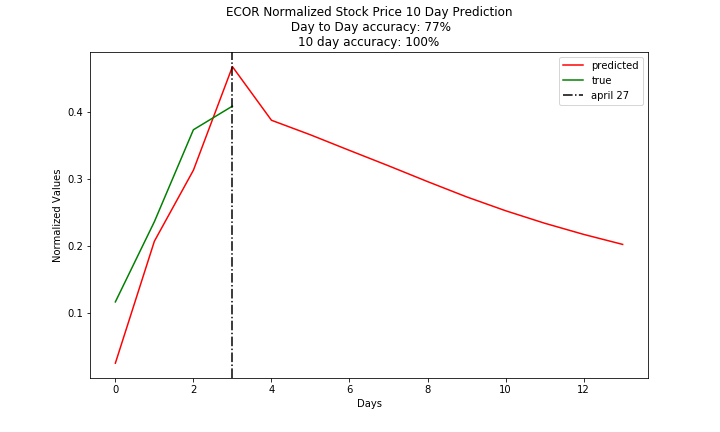 ECOR Normalized Stock Price 10 Day Prediction
Day to Day accuracy: 77%
10 day accuracy: 100%
predicted
true
april 27
Normalized Values
0.4
0.3
0.2
0.1
0 2 4 6 8 10 12
Days